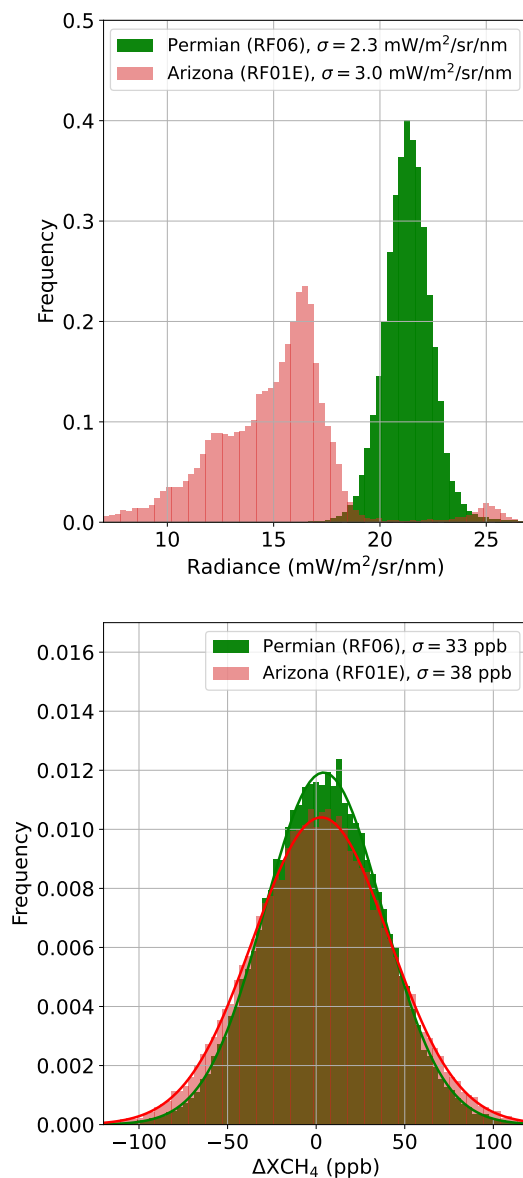 0.5
0.4
0.3
0.2
0.1
0.0
Frequency
Permian (RF06), σ = 2.3 mW/m²/sr/nm
Arizona (RF01E), σ = 3.0 mW/m²/sr/nm
10 15 20 25
Radiance (mW/m²/sr/nm)
0.016
0.014
0.012
0.010
0.008
0.006
0.004
0.002
0.000
Frequency
Permian (RF06), σ = 33 ppb
Arizona (RF01E), σ = 38 ppb
−100 −50 0 50 100
ΔXCH₄ (ppb)